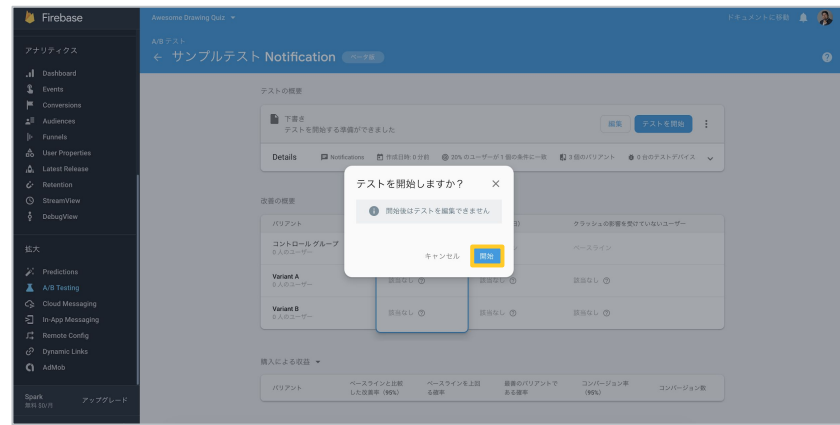 Firebase
Awesome Drawing Quiz
ドキュメントに移動
アナリティクス
Dashboard
Events
Conversions
Audiences
Funnels
User Properties
Latest Release
Retention
StreamView
DebugView
拡大
Predictions
A/B Testing
Cloud Messaging
In-App Messaging
Remote Config
Dynamic Links
AdMob
Spark
無料 $0/月
アップグレード
A/B テスト
サンプルテスト Notification
ベータ版
テストの概要
下書き
テストを開始する準備ができました
編集
テストを開始
Details
Notifications
作成日時: 0 分前
20% のユーザーが 1 個の条件に一致
3 個のバリアント
0 台のテストデバイス
テストを開始しますか？
開始後はテストを編集できません
キャンセル
開始
改善の概要
バリアント
クラッシュの影響を受けていないユーザー
コントロール グループ
0 人のユーザー
ベースライン
Variant A
0 人のユーザー
該当なし
該当なし
該当なし
Variant B
0 人のユーザー
該当なし
該当なし
該当なし
購入による収益
バリアント
ベースラインと比較
した改善率（95%）
ベースラインを上回
る確率
最善のバリアントで
ある確率
コンバージョン率
（95%）
コンバージョン数